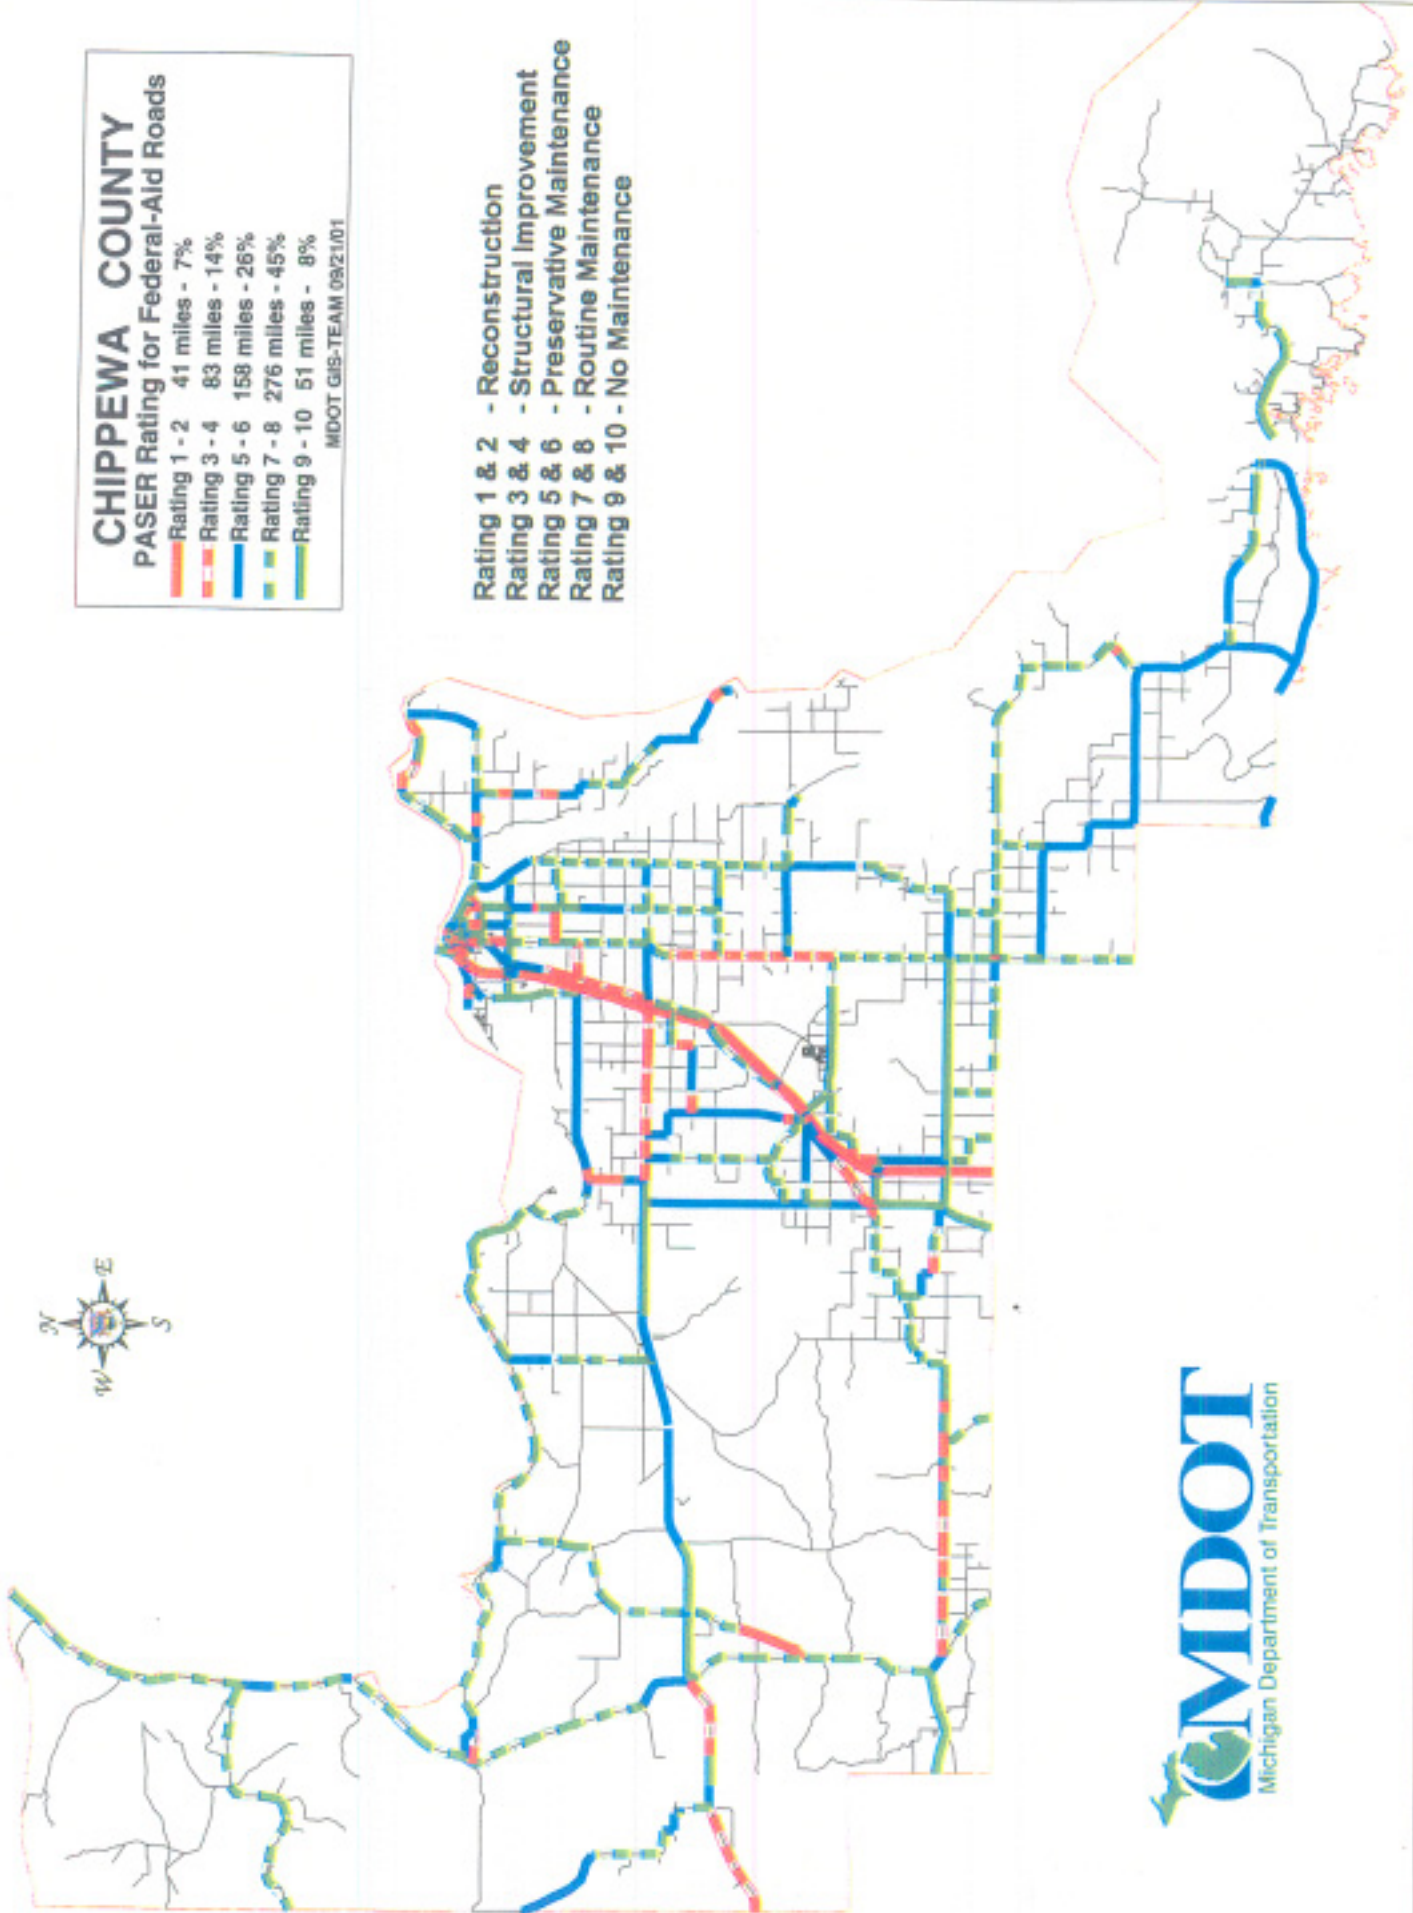 CHIPPEWA COUNTY
PASER Rating for Federal-Aid Roads
Rating 1 - 2 41 miles - 7%
Rating 3 - 4 83 miles - 14%
Rating 5 - 6 158 miles - 26%
Rating 7 - 8 276 miles - 45%
Rating 9 - 10 51 miles - 8%
MDOT GIS-TEAM 09/21/01
Rating 1 & 2 - Reconstruction
Rating 3 & 4 - Structural Improvement
Rating 5 & 6 - Preservative Maintenance
Rating 7 & 8 - Routine Maintenance
Rating 9 & 10 - No Maintenance
N
W E
S
MDOT
Michigan Department of Transportation